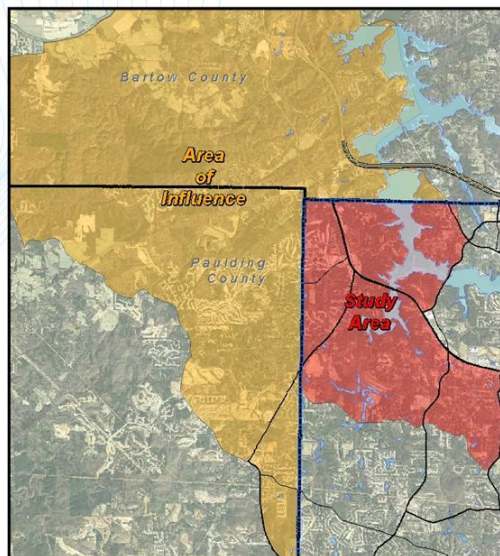 Bartow County
Area
of
Influence
Paulding
County
Study
Area